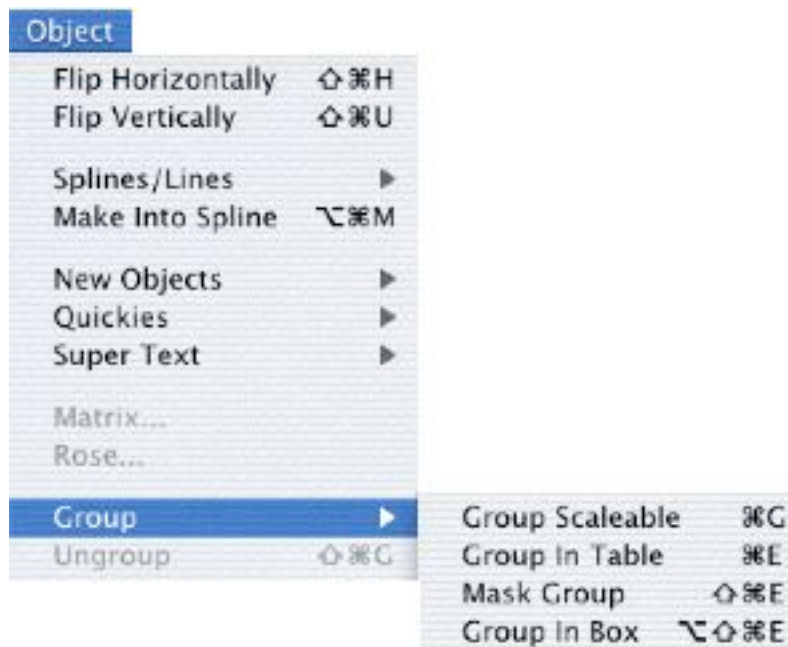 Object
Flip Horizontally ⇧⌘H
Flip Vertically ⇧⌘U
Splines/Lines ▶
Make Into Spline ⌥⌘M
New Objects ▶
Quickies ▶
Super Text ▶
Matrix...
Rose...
Group ▶
Ungroup ⇧⌘G
Group Scaleable ⌘G
Group In Table ⌘E
Mask Group ⇧⌘E
Group In Box ⌥⇧⌘E